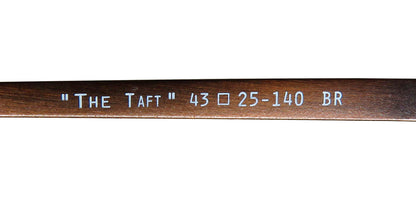 "The Taft" 43 □ 25-140 BR